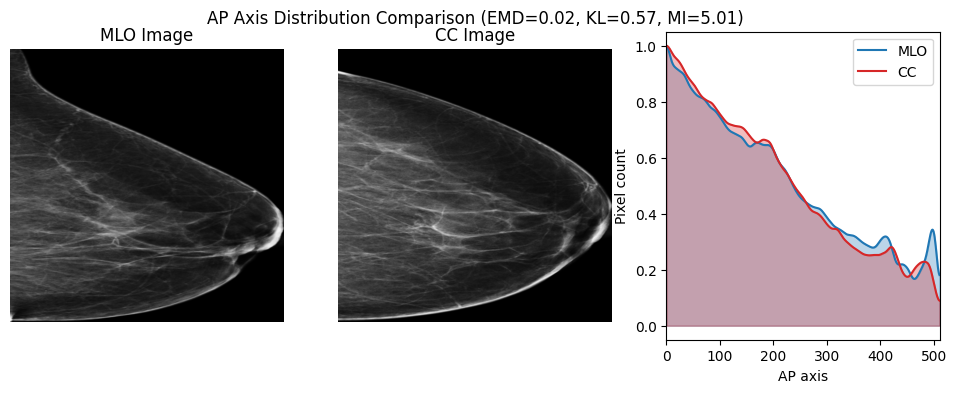 AP Axis Distribution Comparison (EMD=0.02, KL=0.57, MI=5.01)
MLO Image
CC Image
MLO
CC
Pixel count
1.0
0.8
0.6
0.4
0.2
0.0
0 100 200 300 400 500
AP axis